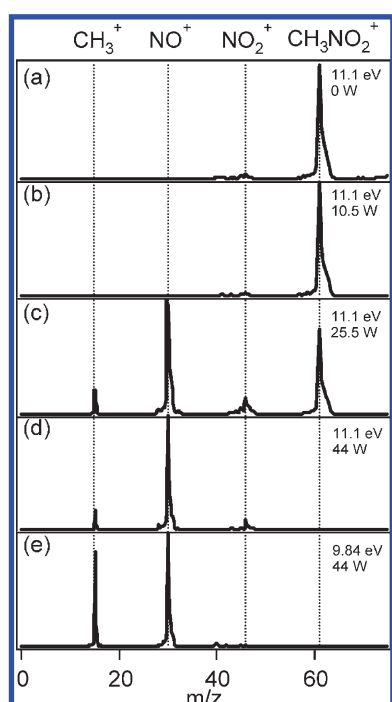 CH₃⁺ NO⁺ NO₂⁺ CH₃NO₂⁺
(a) 11.1 eV
0 W
(b) 11.1 eV
10.5 W
(c) 11.1 eV
25.5 W
(d) 11.1 eV
44 W
(e) 9.84 eV
44 W
0 20 40 60
m/z